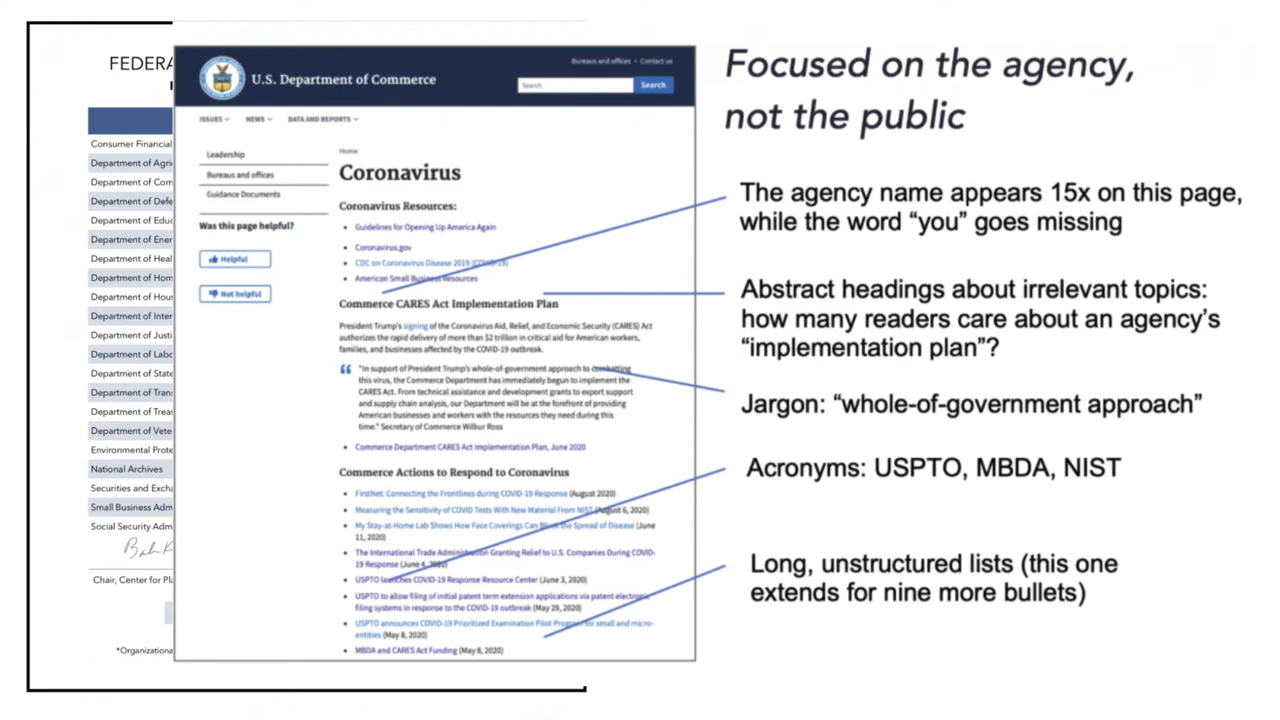 FEDERA
Consumer Financial
Department of Agri
Department of Com
Department of Defe
Department of Educ
Department of Ener
Department of Heal
Department of Hom
Department of Hous
Department of Inter
Department of Justi
Department of Labo
Department of State
Department of Tran
Department of Treas
Department of Vete
Environmental Prote
National Archives
Securities and Excha
Small Business Adm
Social Security Adm
Chair, Center for Pl
*Organizationa
U.S. Department of Commerce
Bureaus and offices • Contact us
Search
Search
ISSUES
NEWS
DATA AND REPORTS
Leadership
Bureaus and offices
Guidance Documents
Was this page helpful?
Helpful
Not helpful
Home
Coronavirus
Coronavirus Resources:
• Guidelines for Opening Up America Again
• Coronavirus.gov
• CDC on Coronavirus Disease 2019 (COVID-19)
• American Small Business Resources
Commerce CARES Act Implementation Plan
President Trump's signing of the Coronavirus Aid, Relief, and Economic Security (CARES) Act
authorizes the rapid delivery of more than $2 trillion in critical aid for American workers,
families, and businesses affected by the COVID-19 outbreak.
"In support of President Trump's whole-of-government approach to combatting
this virus, the Commerce Department has immediately begun to implement the
CARES Act. From technical assistance and development grants to export support
and supply chain analysis, our Department will be at the forefront of providing
American businesses and workers with the resources they need during this
time." Secretary of Commerce Wilbur Ross
• Commerce Department CARES Act Implementation Plan, June 2020
Commerce Actions to Respond to Coronavirus
• FirstNet: Connecting the Frontlines during COVID-19 Response (August 2020)
• Measuring the Sensitivity of COVID Tests With New Material From NIST (August 6, 2020)
• My Stay-at-Home Lab Shows How Face Coverings Can Block the Spread of Disease (June
11, 2020)
• The International Trade Administration Granting Relief to U.S. Companies During COVID-
19 Response (June 4, 2020)
• USPTO launches COVID-19 Response Resource Center (June 3, 2020)
• USPTO to allow filing of initial patent term extension applications via patent electronic
filing systems in response to the COVID-19 outbreak (May 29, 2020)
• USPTO announces COVID-19 Prioritized Examination Pilot Program for small and micro-
entities (May 8, 2020)
• MBDA and CARES Act Funding (May 8, 2020)
Focused on the agency,
not the public
The agency name appears 15x on this page,
while the word “you” goes missing
Abstract headings about irrelevant topics:
how many readers care about an agency’s
“implementation plan”?
Jargon: “whole-of-government approach”
Acronyms: USPTO, MBDA, NIST
Long, unstructured lists (this one
extends for nine more bullets)